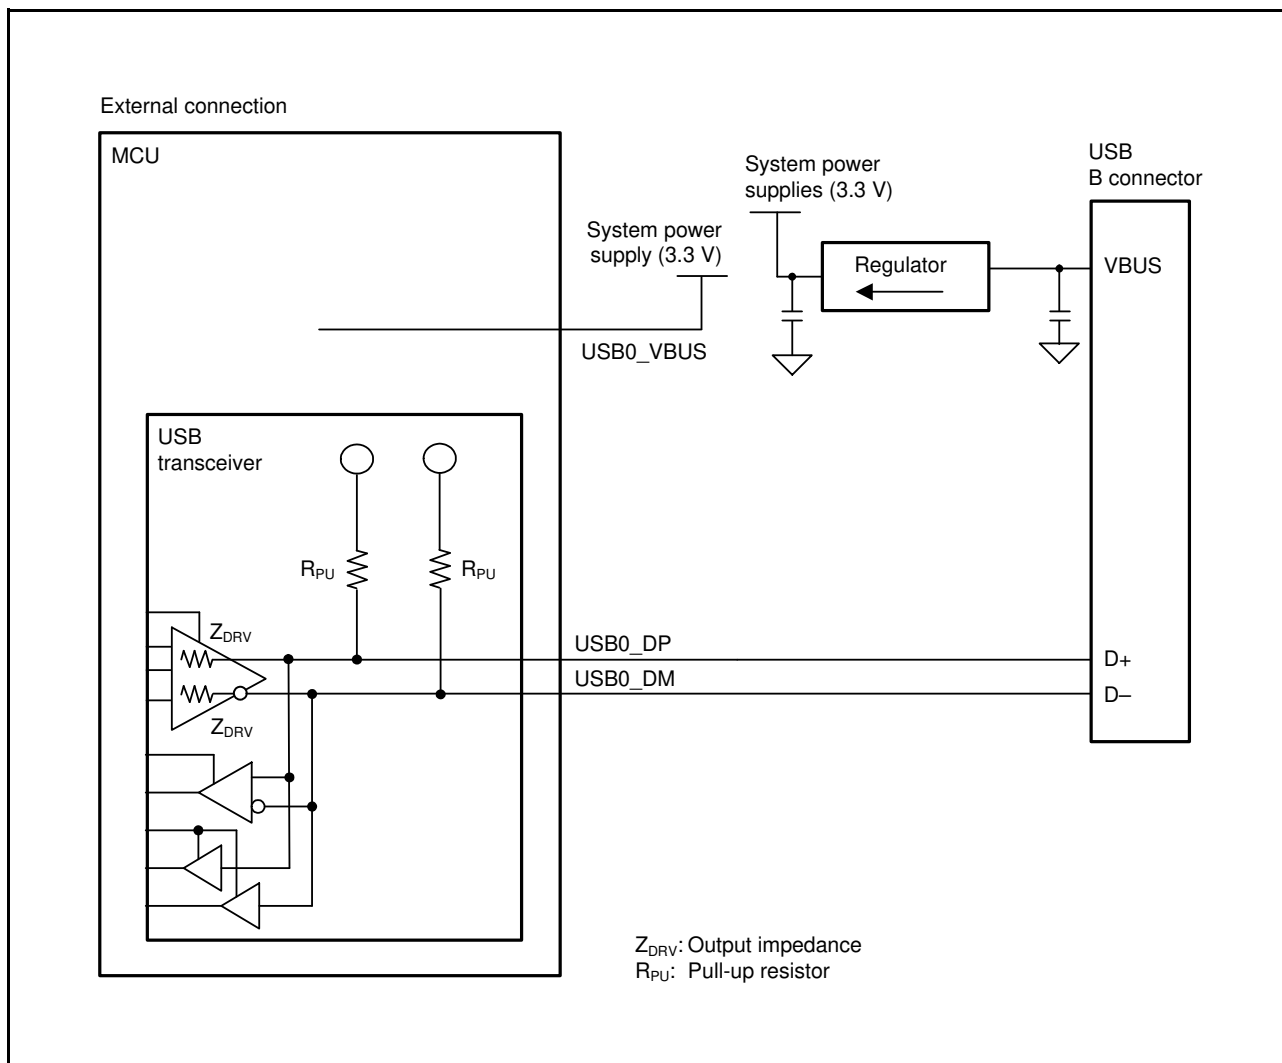 External connection
MCU
USB
B connector
System power
supplies (3.3 V)
System power
supply (3.3 V)
Regulator
VBUS
USB0_VBUS
USB
transceiver
RPU
RPU
ZDRV
USB0_DP
D+
USB0_DM
D–
ZDRV
ZDRV: Output impedance
RPU: Pull-up resistor